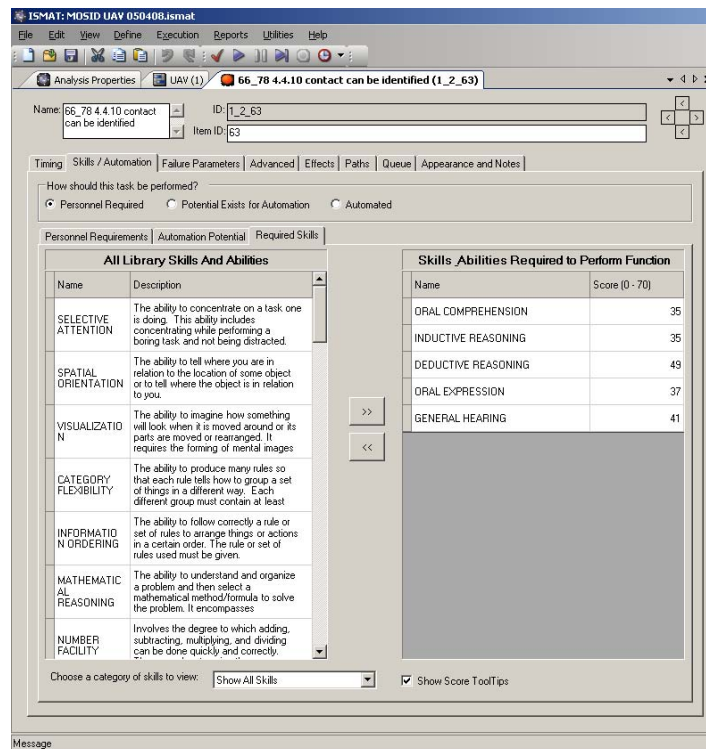 ISMAT: MOSID UAV 050408.ismat
File Edit View Define Execution Reports Utilities Help
Analysis Properties UAV (1) 66_78 4.4.10 contact can be identified (1_2_63)
Name: 66_78 4.4.10 contact
can be identified
ID: 1_2_63
Item ID: 63
Timing Skills / Automation Failure Parameters Advanced Effects Paths Queue Appearance and Notes
How should this task be performed?
Personnel Required Potential Exists for Automation Automated
Personnel Requirements Automation Potential Required Skills
All Library Skills And Abilities
Name Description
SELECTIVE
ATTENTION
The ability to concentrate on a task one
is doing. This ability includes
concentrating while performing a
boring task and not being distracted.
SPATIAL
ORIENTATION
The ability to tell where you are in
relation to the location of some object
or to tell where the object is in relation
to you.
VISUALIZATIO
N
The ability to imagine how something
will look when it is moved around or its
parts are moved or rearranged. It
requires the forming of mental images
CATEGORY
FLEXIBILITY
The ability to produce many rules so
that each rule tells how to group a set
of things in a different way. Each
different group must contain at least
INFORMATIO
N ORDERING
The ability to follow correctly a rule or
set of rules to arrange things or actions
in a certain order. The rule or set of
rules used must be given.
MATHEMATIC
AL
REASONING
The ability to understand and organize
a problem and then select a
mathematical method/formula to solve
the problem. It encompasses
NUMBER
FACILITY
Involves the degree to which adding,
subtracting, multiplying, and dividing
can be done quickly and correctly.
>>
<<
Skills Abilities Required to Perform Function
Name Score (0 - 70)
ORAL COMPREHENSION 35
INDUCTIVE REASONING 35
DEDUCTIVE REASONING 49
ORAL EXPRESSION 37
GENERAL HEARING 41
Choose a category of skills to view: Show All Skills
Show Score ToolTips
Message